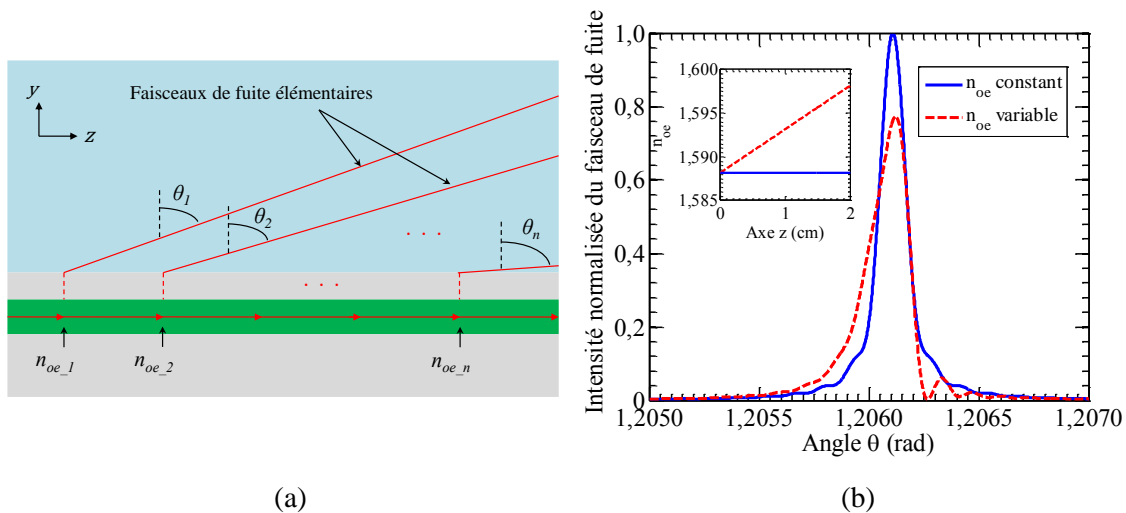 y
z
Faisceaux de fuite élémentaires
θ1
θ2
θn
. . .
. . .
noe_1
noe_2
noe_n
(a)
Intensité normalisée du faisceau de fuite
1,0
0,8
0,6
0,4
0,2
0
1,2050
1,2055
1,2060
1,2065
1,2070
Angle θ (rad)
noe constant
noe variable
noe
1,600
1,595
1,590
1,585
0
1
2
Axe z (cm)
(b)